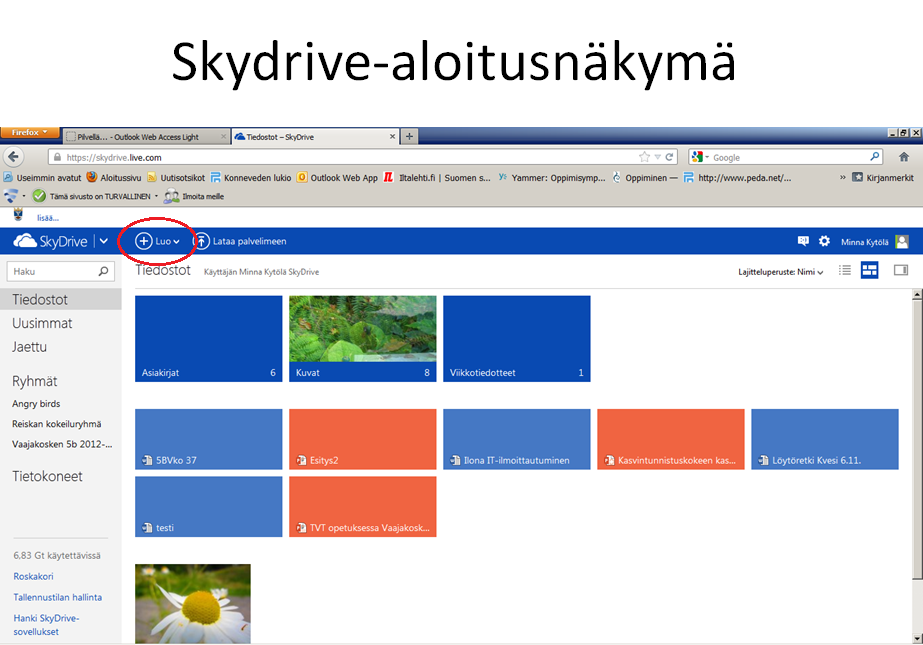 Skydrive-aloitusnäkymä
Firefox
Pilvellä... - Outlook Web Access Light
Tiedostot – SkyDrive
https://skydrive.live.com
Google
Useimmin avatut
Aloitussivu
Uutisotsikot
Konneveden lukio
Outlook Web App
Iltalehti.fi | Suomen s...
Yammer: Oppimisymp...
Oppiminen —
http://www.peda.net/...
»
Kirjanmerkit
Tämä sivusto on TURVALLINEN
Ilmoita meille
lisää...
SkyDrive
Luo
Lataa palvelimeen
Minna Kytölä
Haku
Tiedostot
Käyttäjän Minna Kytölä SkyDrive
Lajitteluperuste: Nimi
Tiedostot
Uusimmat
Jaettu
Ryhmät
Angry birds
Reiskan kokeiluryhmä
Vaajakosken 5b 2012-...
Tietokoneet
6,83 Gt käytettävissä
Roskakori
Tallennustilan hallinta
Hanki SkyDrive-
sovellukset
Asiakirjat 6
Kuvat 8
Viikkotiedotteet 1
5BVko 37
Esitys2
Ilona IT-ilmoittautuminen
Kasvintunnistuskokeen kas...
Löytöretki Kvesi 6.11.
testi
TVT opetuksessa Vaajakosk...